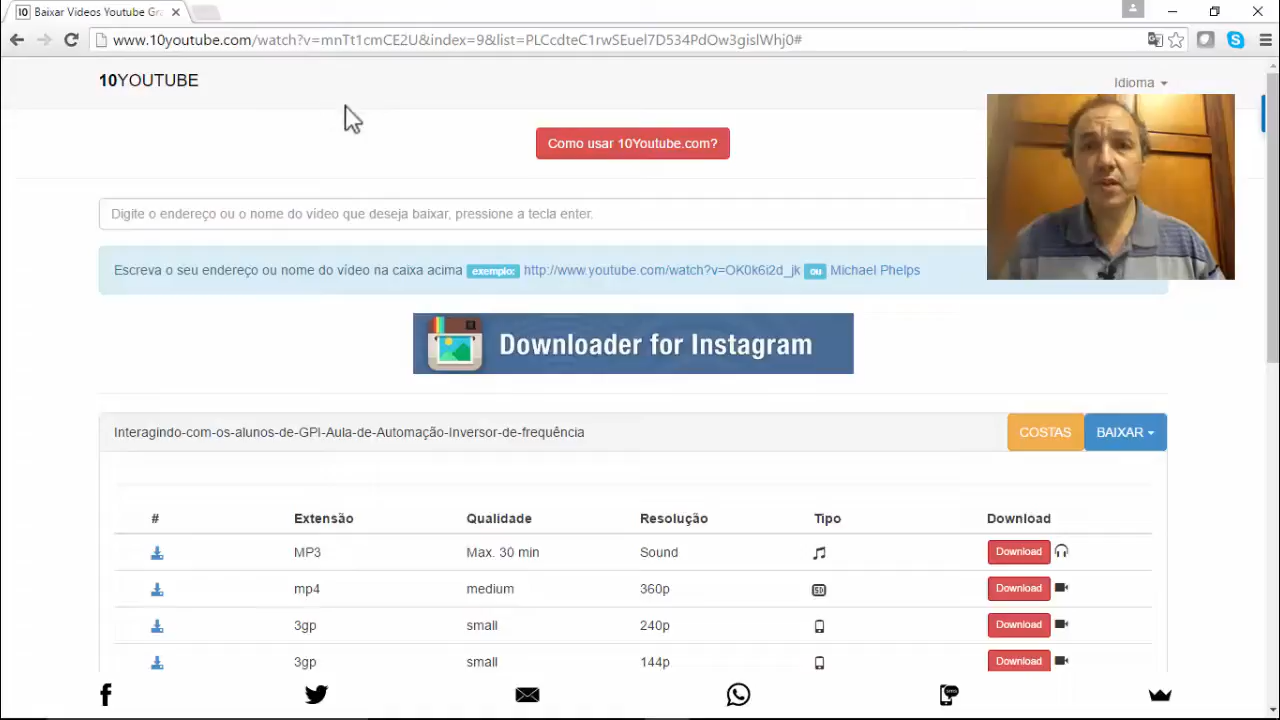 10 Baixar Videos Youtube Gr
www.10youtube.com/watch?v=mnTt1cmCE2U&index=9&list=PLCcdteC1rwSEuel7D534PdOw3gislWhj0#
10YOUTUBE
Idioma
Como usar 10Youtube.com?
Digite o endereço ou o nome do vídeo que deseja baixar, pressione a tecla enter.
Escreva o seu endereço ou nome do vídeo na caixa acima exemplo: http://www.youtube.com/watch?v=OK0k6i2d_jk ou Michael Phelps
Downloader for Instagram
Interagindo-com-os-alunos-de-GPI-Aula-de-Automação-Inversor-de-frequência
COSTAS BAIXAR
# Extensão Qualidade Resolução Tipo Download
MP3 Max. 30 min Sound Download
mp4 medium 360p SD Download
3gp small 240p Download
3gp small 144p Download